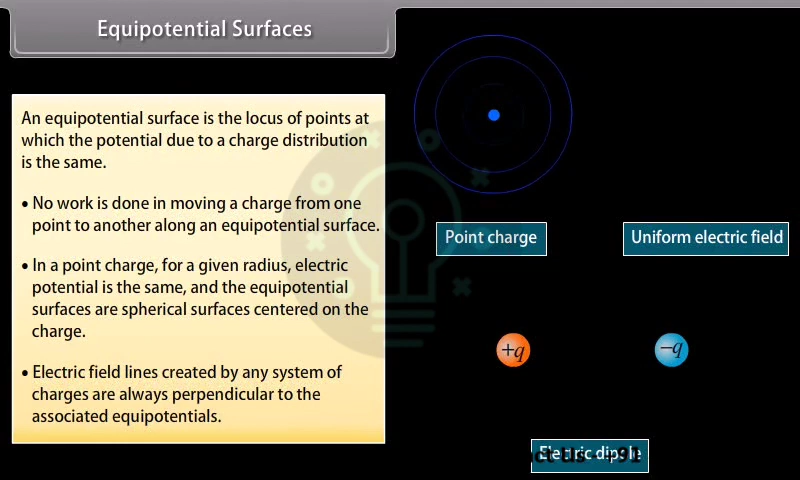 Equipotential Surfaces
An equipotential surface is the locus of points at
which the potential due to a charge distribution
is the same.
• No work is done in moving a charge from one
point to another along an equipotential surface.
• In a point charge, for a given radius, electric
potential is the same, and the equipotential
surfaces are spherical surfaces centered on the
charge.
• Electric field lines created by any system of
charges are always perpendicular to the
associated equipotentials.
Point charge
Uniform electric field
+q
−q
Electric dipole